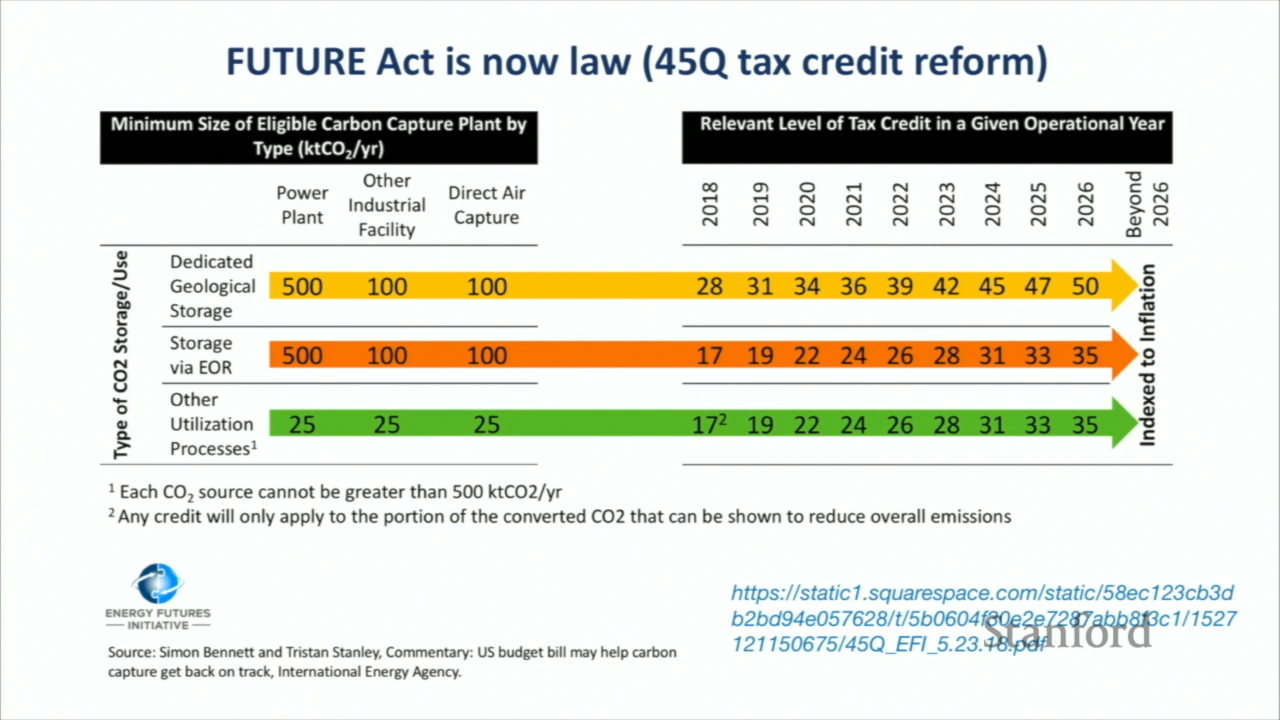 FUTURE Act is now law (45Q tax credit reform)
Minimum Size of Eligible Carbon Capture Plant by
Type (ktCO₂/yr)
Relevant Level of Tax Credit in a Given Operational Year
Power
Plant
Other
Industrial
Facility
Direct Air
Capture
2018
2019
2020
2021
2022
2023
2024
2025
2026
Beyond
2026
Type of CO2 Storage/Use
Dedicated
Geological
Storage
500 100 100 28 31 34 36 39 42 45 47 50
Storage
via EOR
500 100 100 17 19 22 24 26 28 31 33 35
Other
Utilization
Processes¹
25 25 25 17² 19 22 24 26 28 31 33 35
Indexed to Inflation
¹ Each CO₂ source cannot be greater than 500 ktCO2/yr
² Any credit will only apply to the portion of the converted CO2 that can be shown to reduce overall emissions
ENERGY FUTURES
INITIATIVE
Source: Simon Bennett and Tristan Stanley, Commentary: US budget bill may help carbon
capture get back on track, International Energy Agency.
https://static1.squarespace.com/static/58ec123cb3d
b2bd94e057628/t/5b0604f80e2e7287abb8f3c1/1527
121150675/45Q_EFI_5.23.18.pdf
Stanford